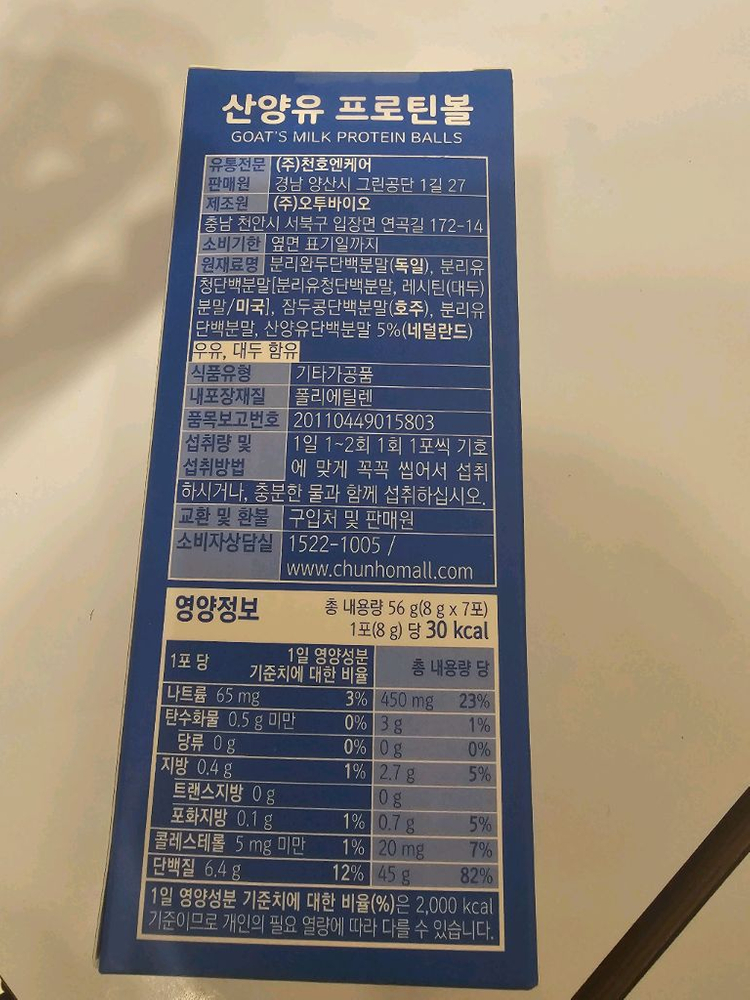 산양유 프로틴볼
GOAT'S MILK PROTEIN BALLS
유통전문 (주)천호엔케어
판매원 경남 양산시 그린공단 1길 27
제조원 (주)오투바이오
충남 천안시 서북구 입장면 연곡길 172-14
소비기한 옆면 표기일까지
원재료명 분리완두단백분말(독일), 분리유
청단백분말[분리유청단백분말, 레시틴(대두)
분말/미국], 잠두콩단백분말(호주), 분리유
단백분말, 산양유단백분말 5%(네덜란드)
우유, 대두 함유
식품유형 기타가공품
내포장재질 폴리에틸렌
품목보고번호 20110449015803
섭취량 및 1일 1~2회 1회 1포씩 기호
섭취방법 에 맞게 꼭꼭 씹어서 섭취
하시거나, 충분한 물과 함께 섭취하십시오.
교환 및 환불 구입처 및 판매원
소비자상담실 1522-1005 /
www.chunhomall.com
영양정보 총 내용량 56 g(8 g x 7포)
1포(8 g) 당 30 kcal
1포 당 1일 영양성분 기준치에 대한 비율 총 내용량 당
나트륨 65 mg 3% 450 mg 23%
탄수화물 0.5 g 미만 0% 3 g 1%
당류 0 g 0% 0 g 0%
지방 0.4 g 1% 2.7 g 5%
트랜스지방 0 g 0 g
포화지방 0.1 g 1% 0.7 g 5%
콜레스테롤 5 mg 미만 1% 20 mg 7%
단백질 6.4 g 12% 45 g 82%
1일 영양성분 기준치에 대한 비율(%)은 2,000 kcal
기준이므로 개인의 필요 열량에 따라 다를 수 있습니다.